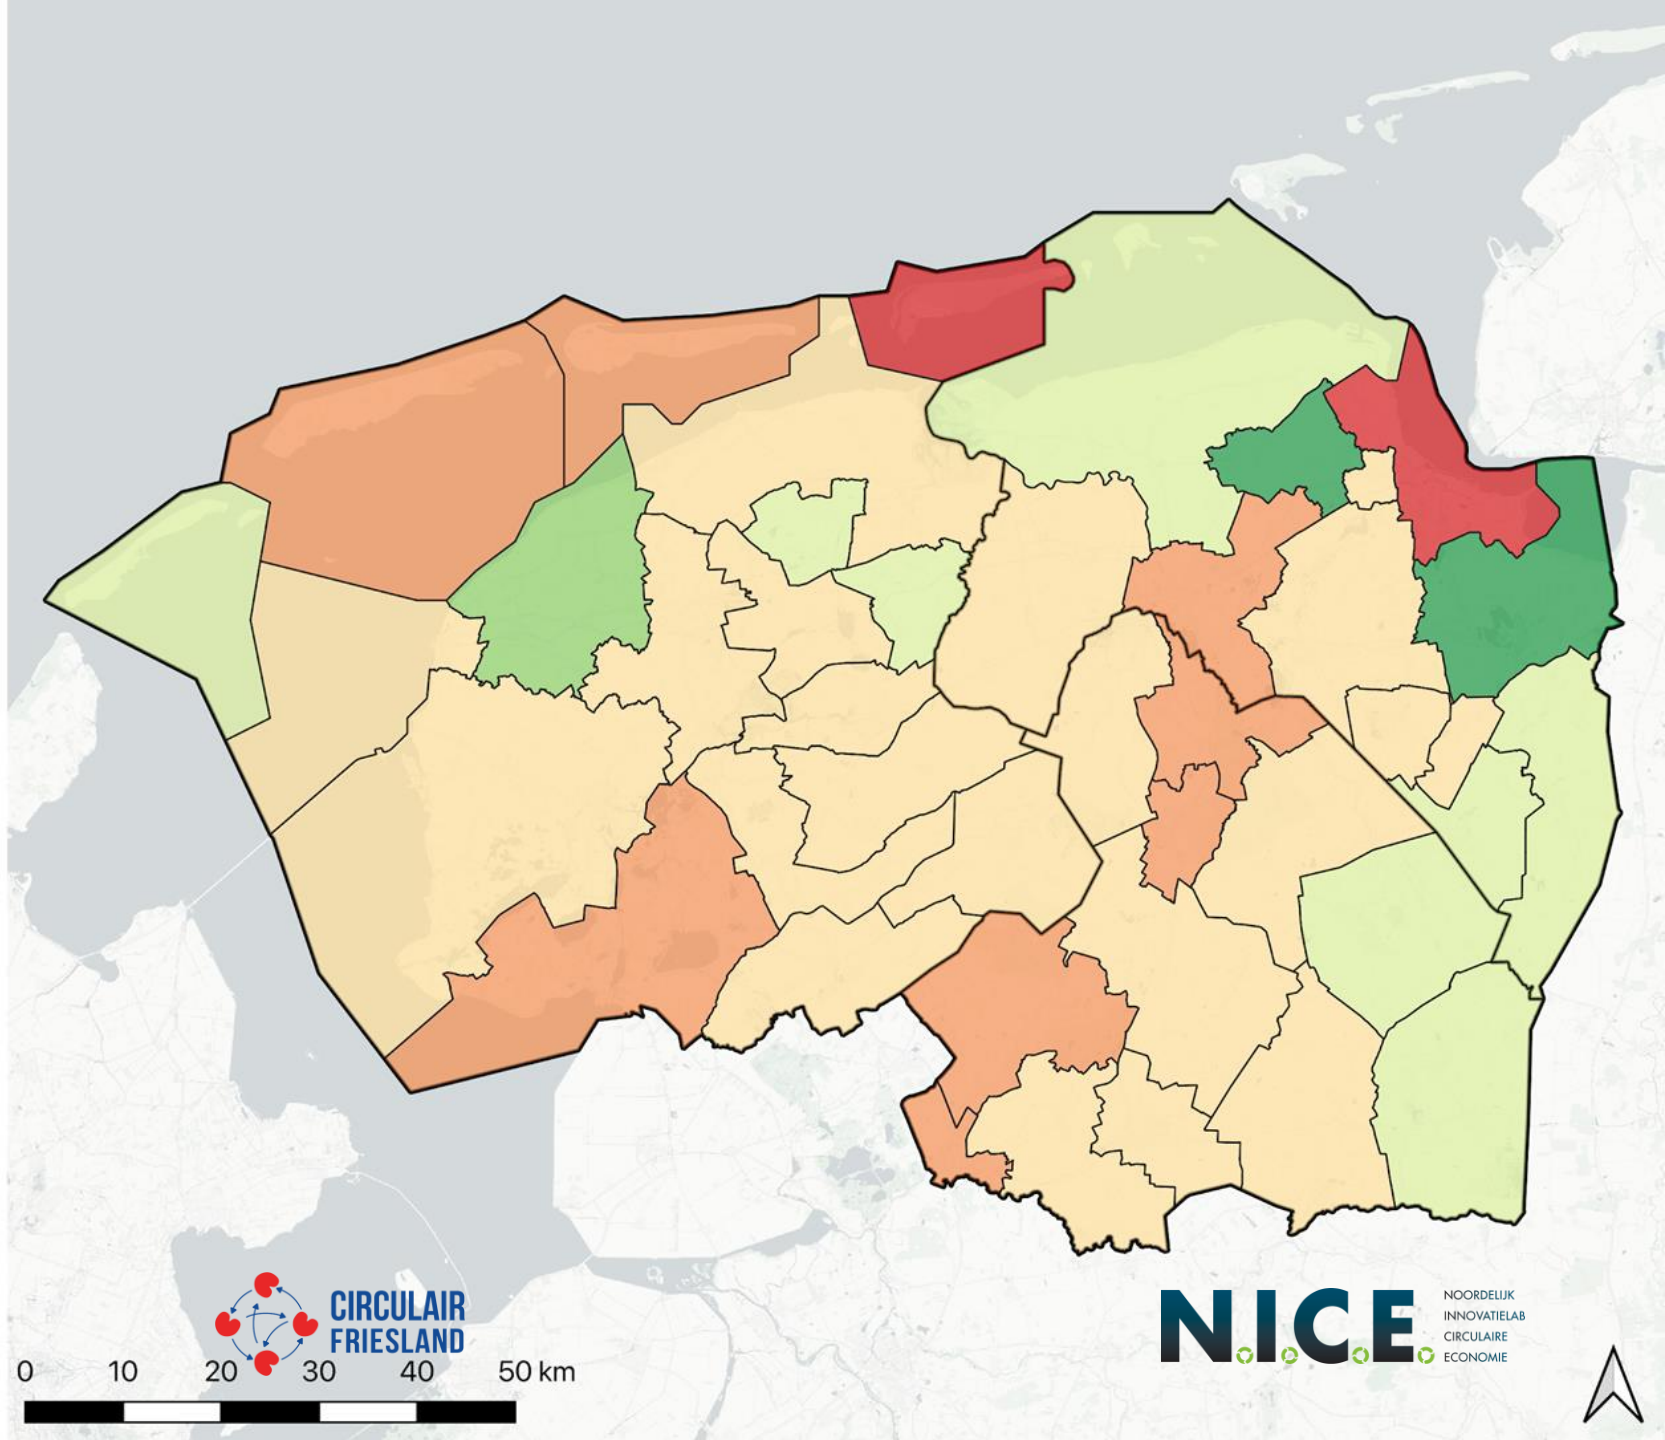 CIRCULAIR
FRIESLAND
N.I.C.E.
NOORDELIJK
INNOVATIELAB
CIRCULAIRE
ECONOMIE
0 10 20 30 40 50 km